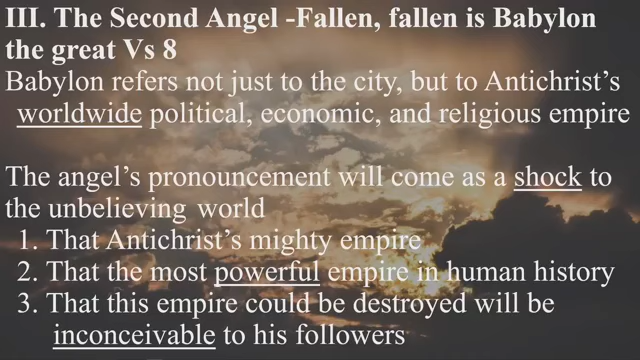 III. The Second Angel -Fallen, fallen is Babylon
the great Vs 8
Babylon refers not just to the city, but to Antichrist’s
worldwide political, economic, and religious empire
The angel’s pronouncement will come as a shock to
the unbelieving world
1. That Antichrist’s mighty empire
2. That the most powerful empire in human history
3. That this empire could be destroyed will be
inconceivable to his followers